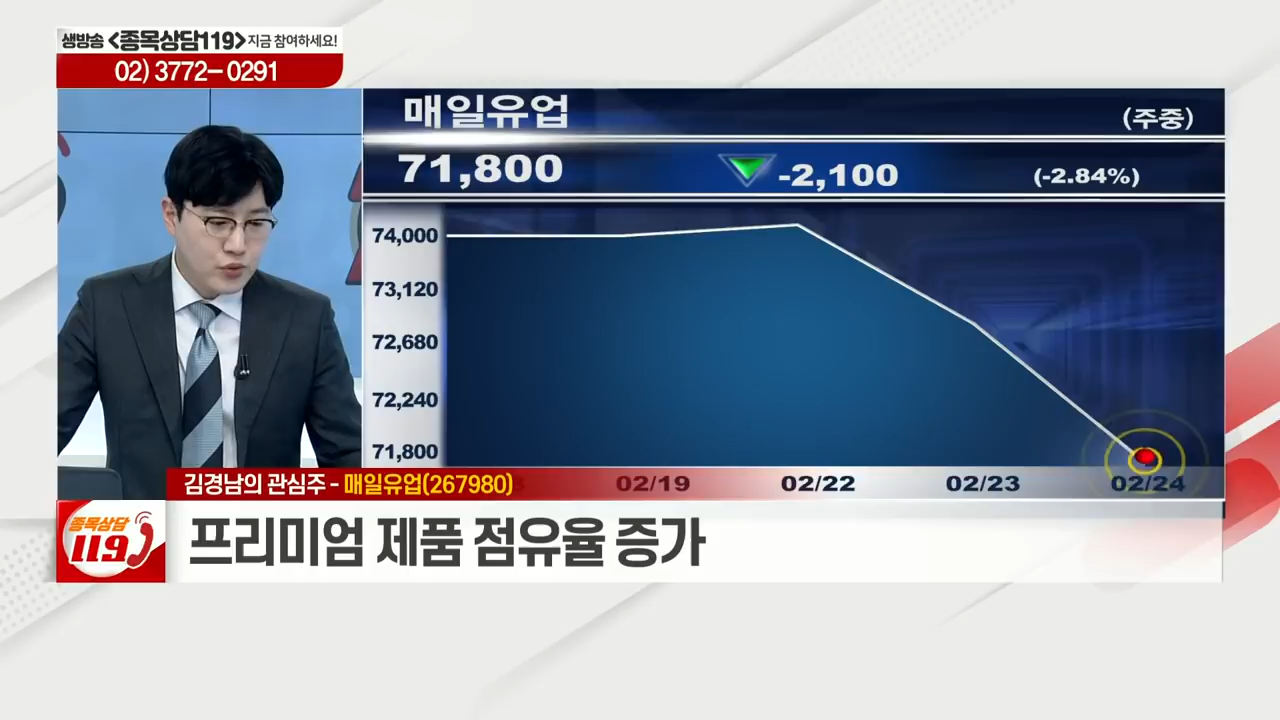 생방송 <종목상담119> 지금 참여하세요!
02) 3772-0291
매일유업
(주중)
71,800
-2,100
(-2.84%)
74,000
73,120
72,680
72,240
71,800
02/19
02/22
02/23
02/24
김경남의 관심주 - 매일유업(267980)
종목상담
119
프리미엄 제품 점유율 증가